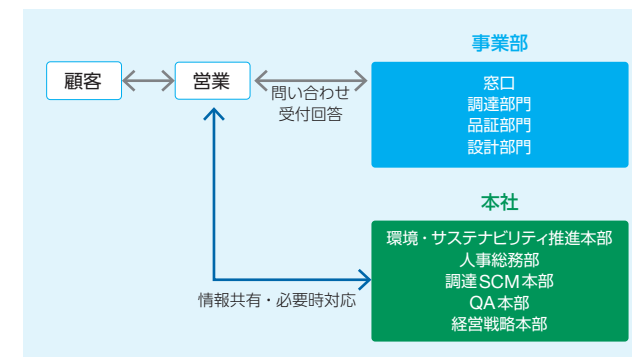 顧客
営業
問い合わせ
受付回答
事業部
窓口
調達部門
品証部門
設計部門
本社
環境・サステナビリティ推進本部
人事総務部
調達SCM本部
QA本部
経営戦略本部
情報共有・必要時対応